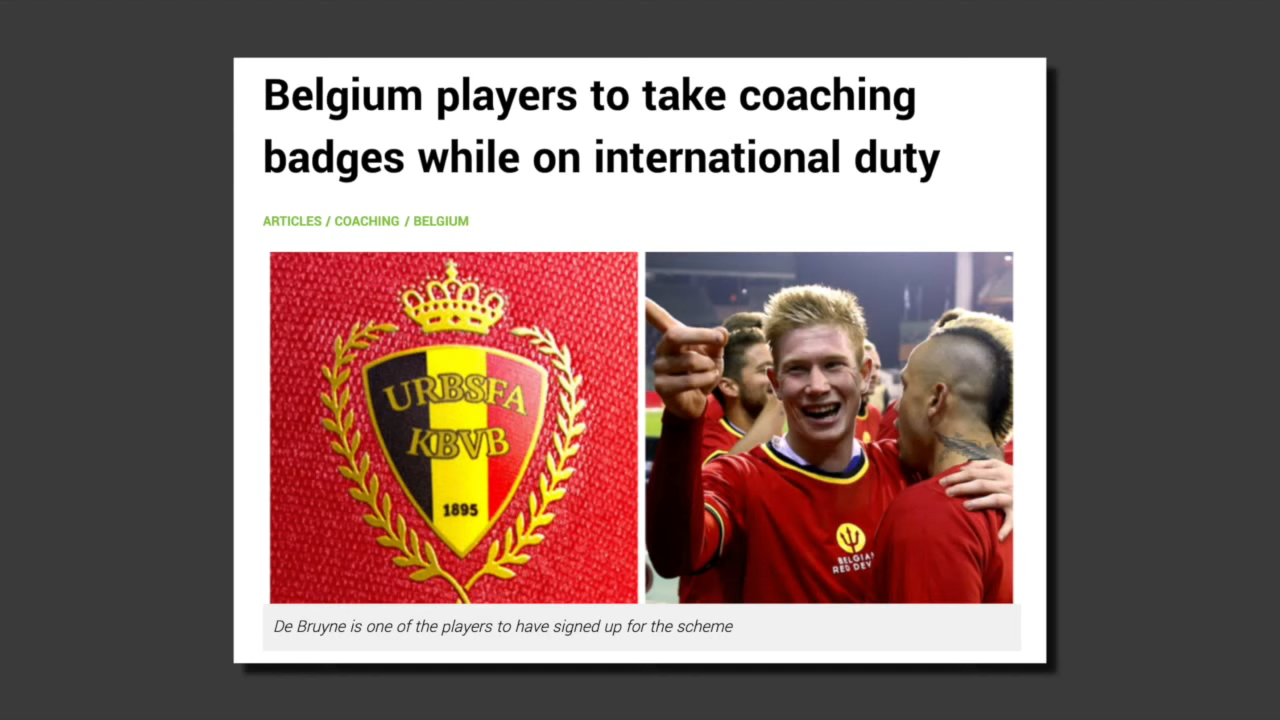 Belgium players to take coaching
badges while on international duty
ARTICLES / COACHING / BELGIUM
URBSFA
KBVB
1895
BELGIAN
RED DEV
De Bruyne is one of the players to have signed up for the scheme